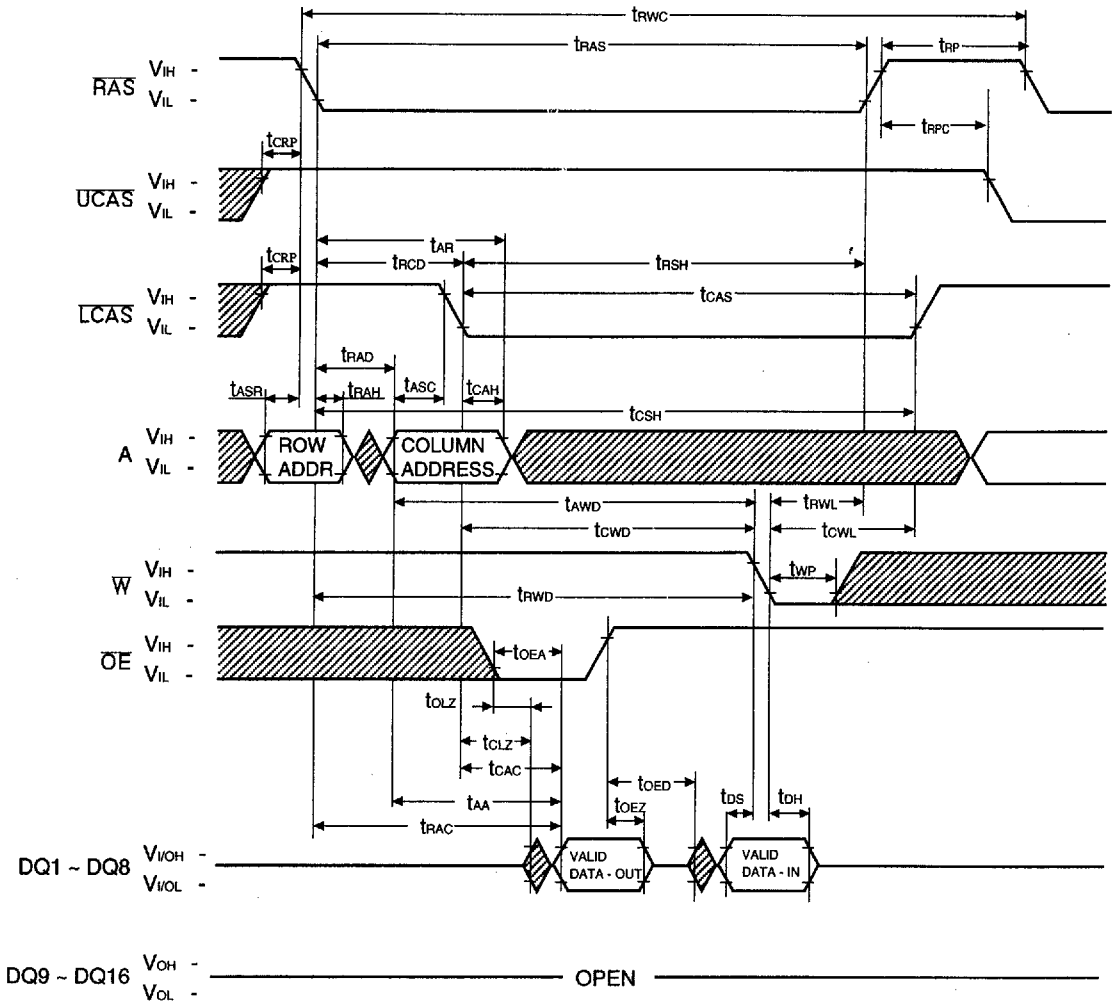 tRWC
tRAS
tRP
RAS
VIH -
VIL -
tRPC
tCRP
UCAS
VIH -
VIL -
tAR
tCRP
tRCD
tRSH
LCAS
VIH -
VIL -
tCAS
tRAD
tASR
tRAH
tASC
tCAH
tCSH
A
VIH -
VIL -
ROW
ADDR
COLUMN
ADDRESS
tAWD
tRWL
tCWD
tCWL
W
VIH -
VIL -
tWP
tRWD
OE
VIH -
VIL -
tOEA
tOLZ
tCLZ
tCAC
tOED
tAA
tOEZ
tDS
tDH
tRAC
DQ1 ~ DQ8
VI/OH -
VI/OL -
VALID
DATA - OUT
VALID
DATA - IN
DQ9 ~ DQ16
VOH -
VOL -
OPEN